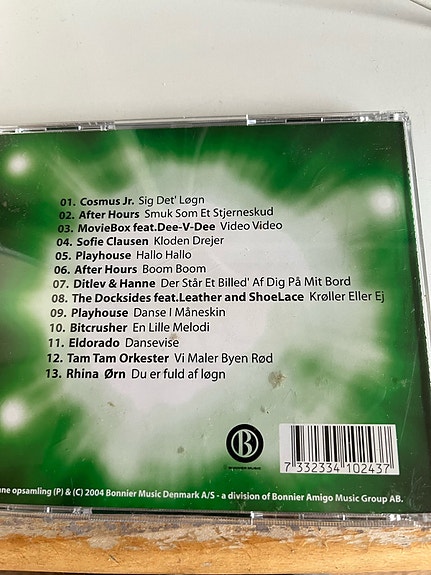 01. Cosmus Jr. Sig Det' Løgn
02. After Hours Smuk Som Et Stjerneskud
03. MovieBox feat.Dee-V-Dee Video Video
04. Sofie Clausen Kloden Drejer
05. Playhouse Hallo Hallo
06. After Hours Boom Boom
07. Ditlev & Hanne Der Står Et Billed' Af Dig På Mit Bord
08. The Docksides feat.Leather and ShoeLace Krøller Eller Ej
09. Playhouse Danse I Måneskin
10. Bitcrusher En Lille Melodi
11. Eldorado Dansevise
12. Tam Tam Orkester Vi Maler Byen Rød
13. Rhina Ørn Du er fuld af løgn
B
BONNIER MUSIC
7 332334 102437
opsamling (P) & (C) 2004 Bonnier Music Denmark A/S - a division of Bonnier Amigo Music Group AB.